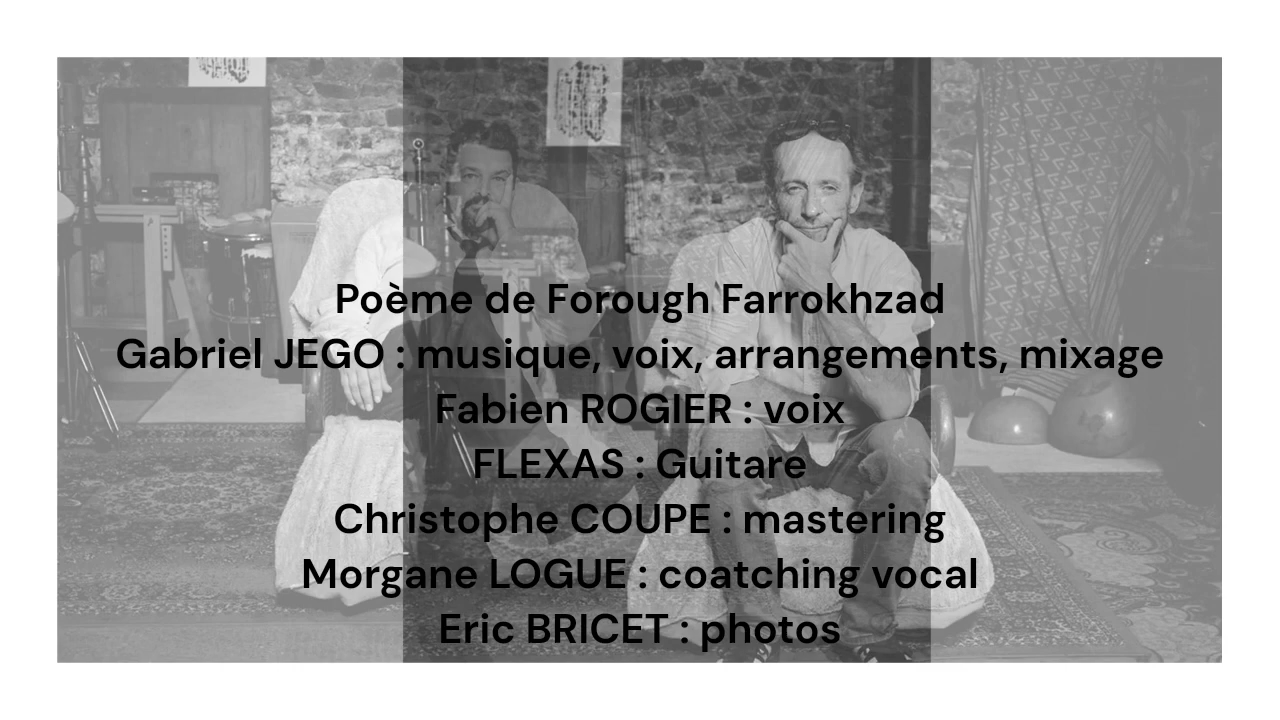 Poème de Forough Farrokhzad
Gabriel JEGO : musique, voix, arrangements, mixage
Fabien ROGIER : voix
FLEXAS : Guitare
Christophe COUPE : mastering
Morgane LOGUE : coatching vocal
Eric BRICET : photos